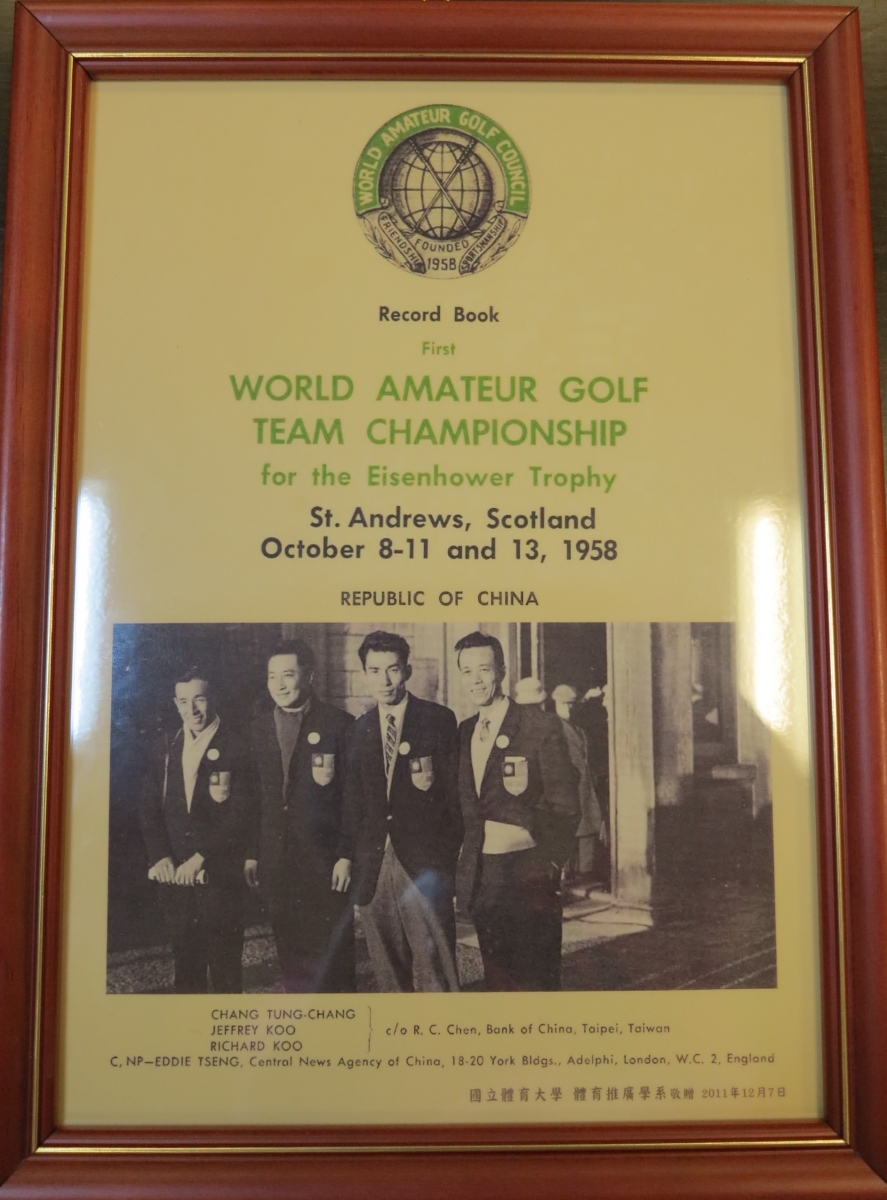 WORLD AMATEUR GOLF COUNCIL
FRIENDSHIP
SPORTSMANSHIP
FOUNDED
1958
Record Book
First
WORLD AMATEUR GOLF
TEAM CHAMPIONSHIP
for the Eisenhower Trophy
St. Andrews, Scotland
October 8-11 and 13, 1958
REPUBLIC OF CHINA
CHANG TUNG-CHANG
JEFFREY KOO
RICHARD KOO
c/o R. C. Chen, Bank of China, Taipei, Taiwan
C, NP—EDDIE TSENG, Central News Agency of China, 18-20 York Bldgs., Adelphi, London, W.C. 2, England
國立體育大學 體育推廣學系敬贈 2011年12月7日